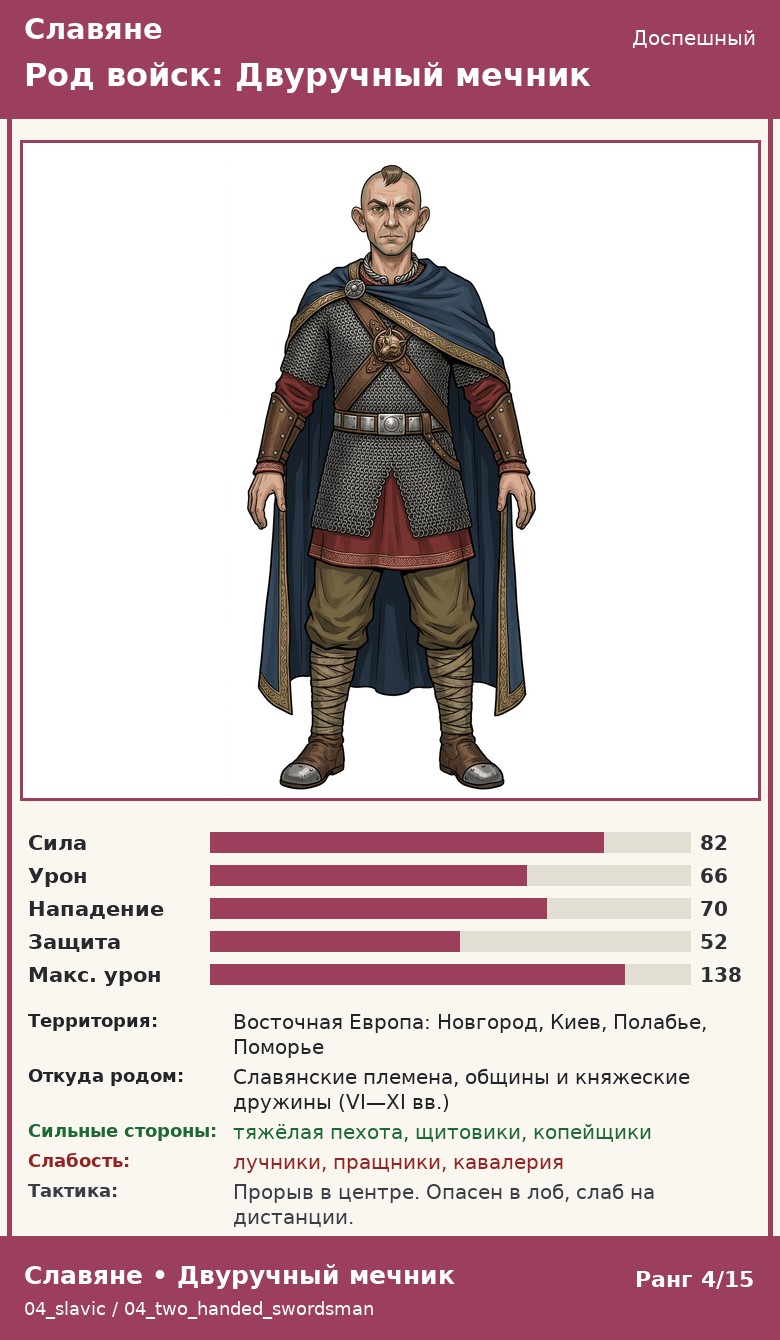 Славяне
Доспешный
Род войск: Двуручный мечник
Сила 82
Урон 66
Нападение 70
Защита 52
Макс. урон 138
Территория: Восточная Европа: Новгород, Киев, Полабье,
Поморье
Откуда родом: Славянские племена, общины и княжеские
дружины (VI—XI вв.)
Сильные стороны: тяжёлая пехота, щитовики, копейщики
Слабость: лучники, пращники, кавалерия
Тактика: Прорыв в центре. Опасен в лоб, слаб на
дистанции.
Славяне • Двуручный мечник
Ранг 4/15
04_slavic / 04_two_handed_swordsman